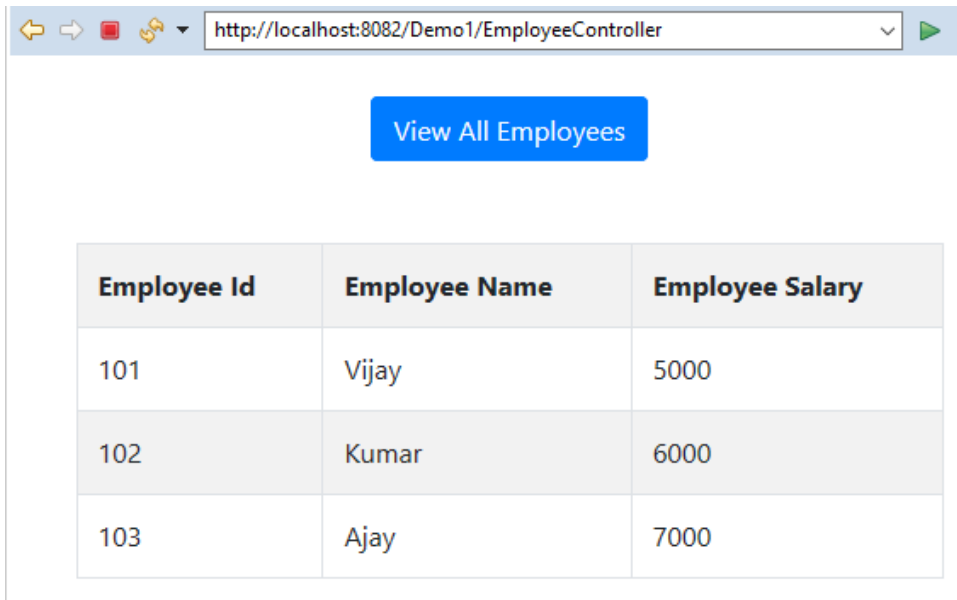 http://localhost:8082/Demo1/EmployeeController
View All Employees
Employee Id Employee Name Employee Salary
101 Vijay 5000
102 Kumar 6000
103 Ajay 7000